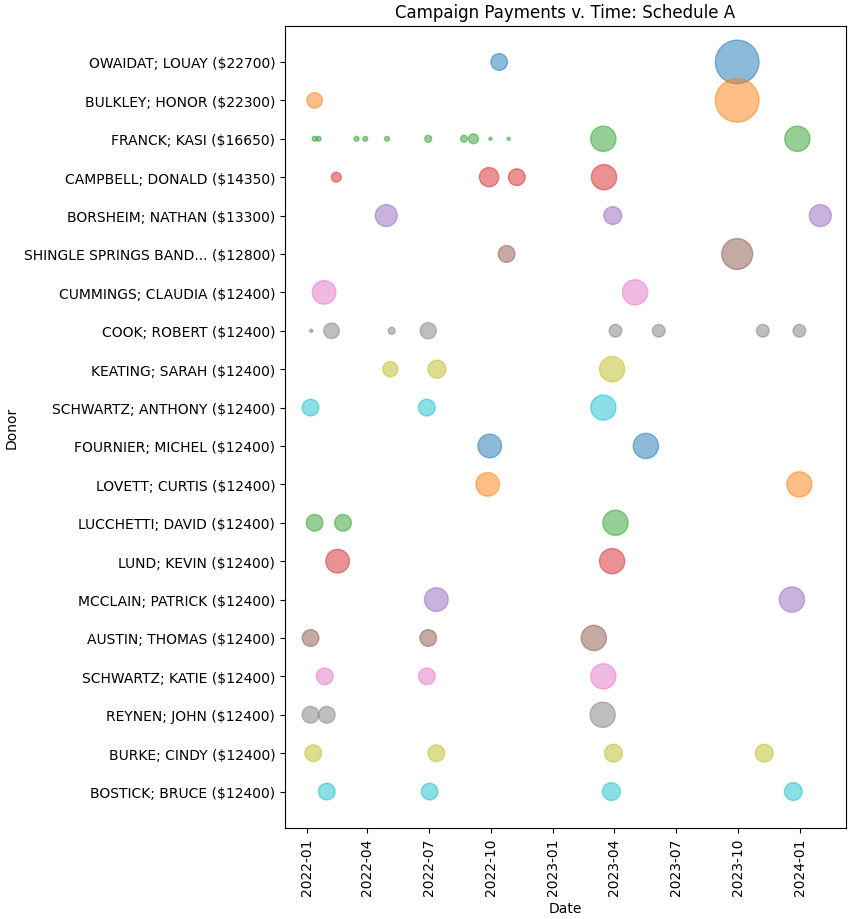 Campaign Payments v. Time: Schedule A
OWAIDAT; LOUAY ($22700)
BULKLEY; HONOR ($22300)
FRANCK; KASI ($16650)
CAMPBELL; DONALD ($14350)
BORSHEIM; NATHAN ($13300)
SHINGLE SPRINGS BAND... ($12800)
CUMMINGS; CLAUDIA ($12400)
COOK; ROBERT ($12400)
KEATING; SARAH ($12400)
SCHWARTZ; ANTHONY ($12400)
FOURNIER; MICHEL ($12400)
LOVETT; CURTIS ($12400)
LUCCHETTI; DAVID ($12400)
LUND; KEVIN ($12400)
MCCLAIN; PATRICK ($12400)
AUSTIN; THOMAS ($12400)
SCHWARTZ; KATIE ($12400)
REYNEN; JOHN ($12400)
BURKE; CINDY ($12400)
BOSTICK; BRUCE ($12400)
Donor
2022-01
2022-04
2022-07
2022-10
2023-01
2023-04
2023-07
2023-10
2024-01
Date